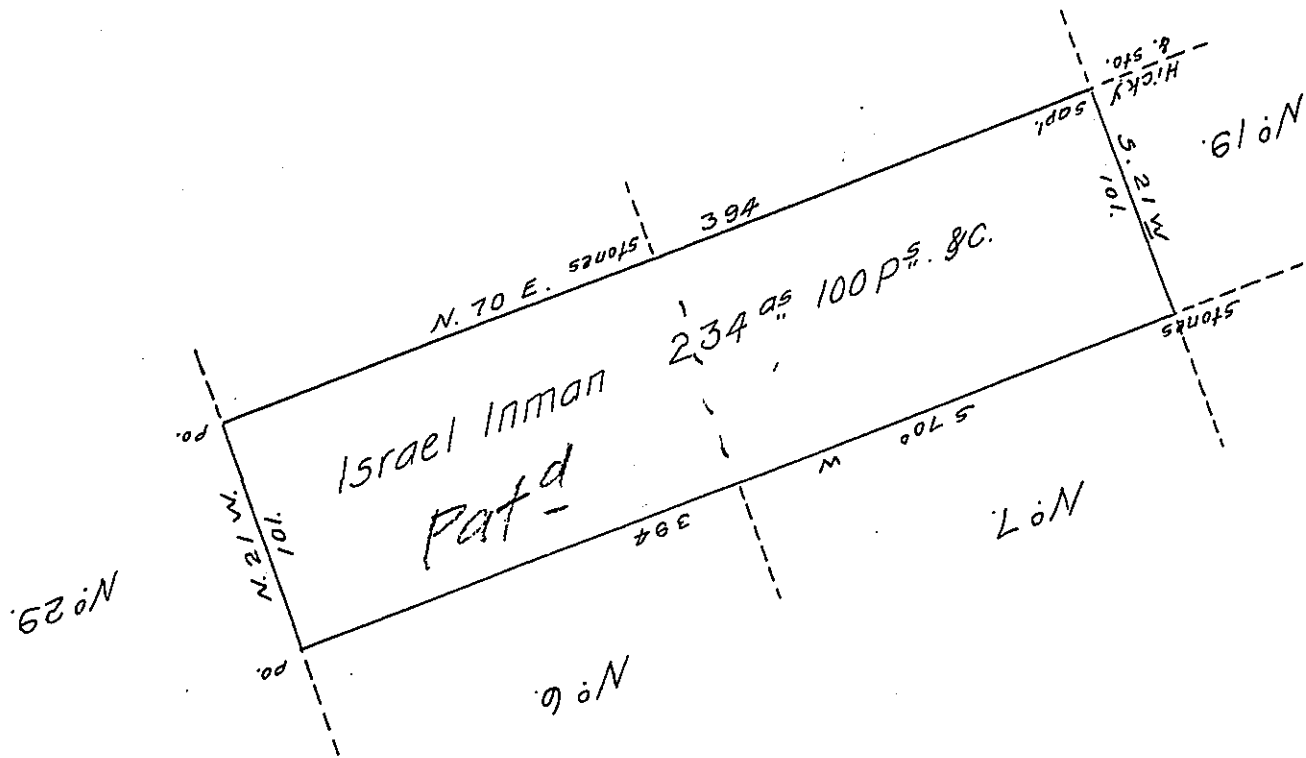 Hicky
& sto.
Sapl.
No. 19.
S. 21 W
101.
394
N. 70 E.
stones
Israel Inman 234 as 100 Ps. &C.
Pat d
Stones
Po.
N. 21 W.
101.
S 70° W
394
No. 7.
No. 29.
Po.
No. 6.